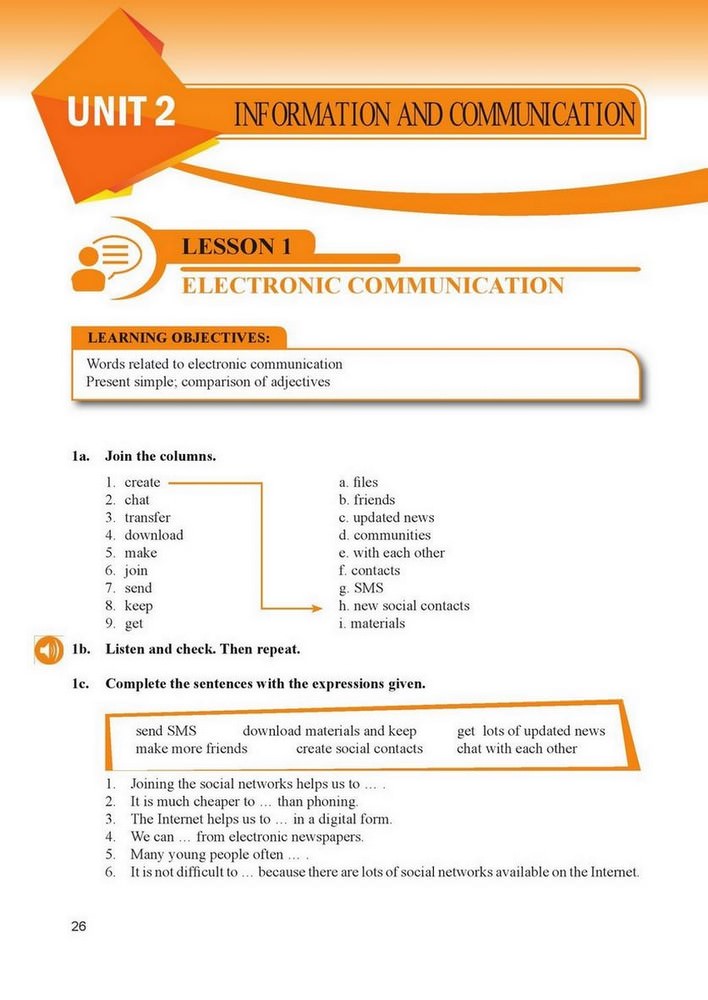 UNIT 2
INFORMATION AND COMMUNICATION
LESSON 1
ELECTRONIC COMMUNICATION
LEARNING OBJECTIVES:
Words related to electronic communication
Present simple; comparison of adjectives
1a. Join the columns.
1. create
2. chat
3. transfer
4. download
5. make
6. join
7. send
8. keep
9. get
a. files
b. friends
c. updated news
d. communities
e. with each other
f. contacts
g. SMS
h. new social contacts
i. materials
1b. Listen and check. Then repeat.
1c. Complete the sentences with the expressions given.
send SMS download materials and keep get lots of updated news
make more friends create social contacts chat with each other
1. Joining the social networks helps us to … .
2. It is much cheaper to … than phoning.
3. The Internet helps us to … in a digital form.
4. We can … from electronic newspapers.
5. Many young people often … .
6. It is not difficult to … because there are lots of social networks available on the Internet.
26